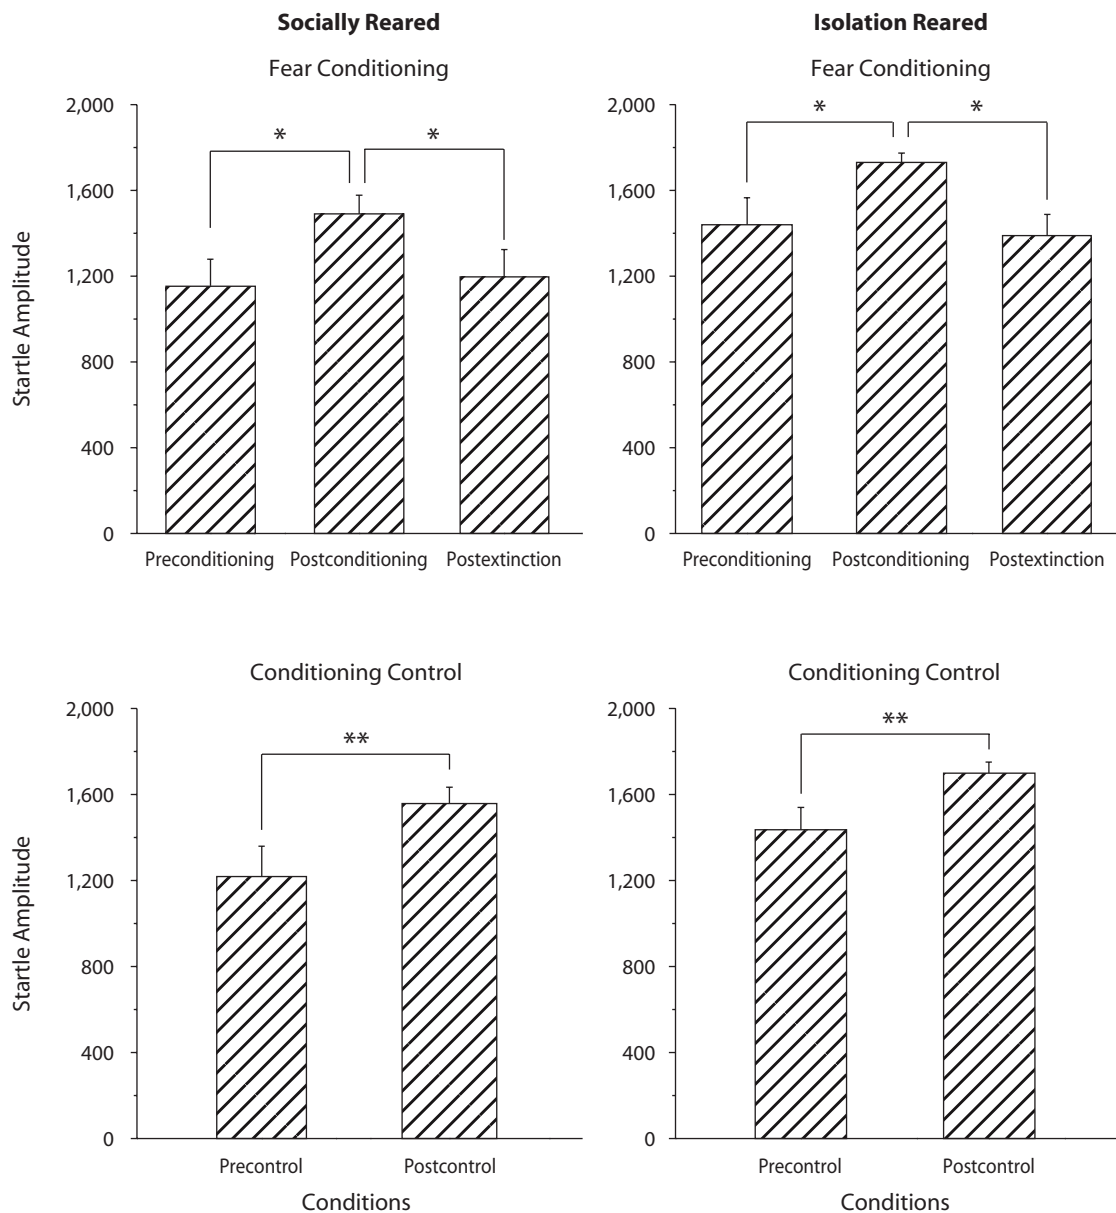 Socially Reared
Isolation Reared
Fear Conditioning
Fear Conditioning
Startle Amplitude
2,000
1,600
1,200
800
400
0
* *
Preconditioning Postconditioning Postextinction
2,000
1,600
1,200
800
400
0
* *
Preconditioning Postconditioning Postextinction
Conditioning Control
Conditioning Control
Startle Amplitude
2,000
1,600
1,200
800
400
0
**
Precontrol Postcontrol
Conditions
2,000
1,600
1,200
800
400
0
**
Precontrol Postcontrol
Conditions